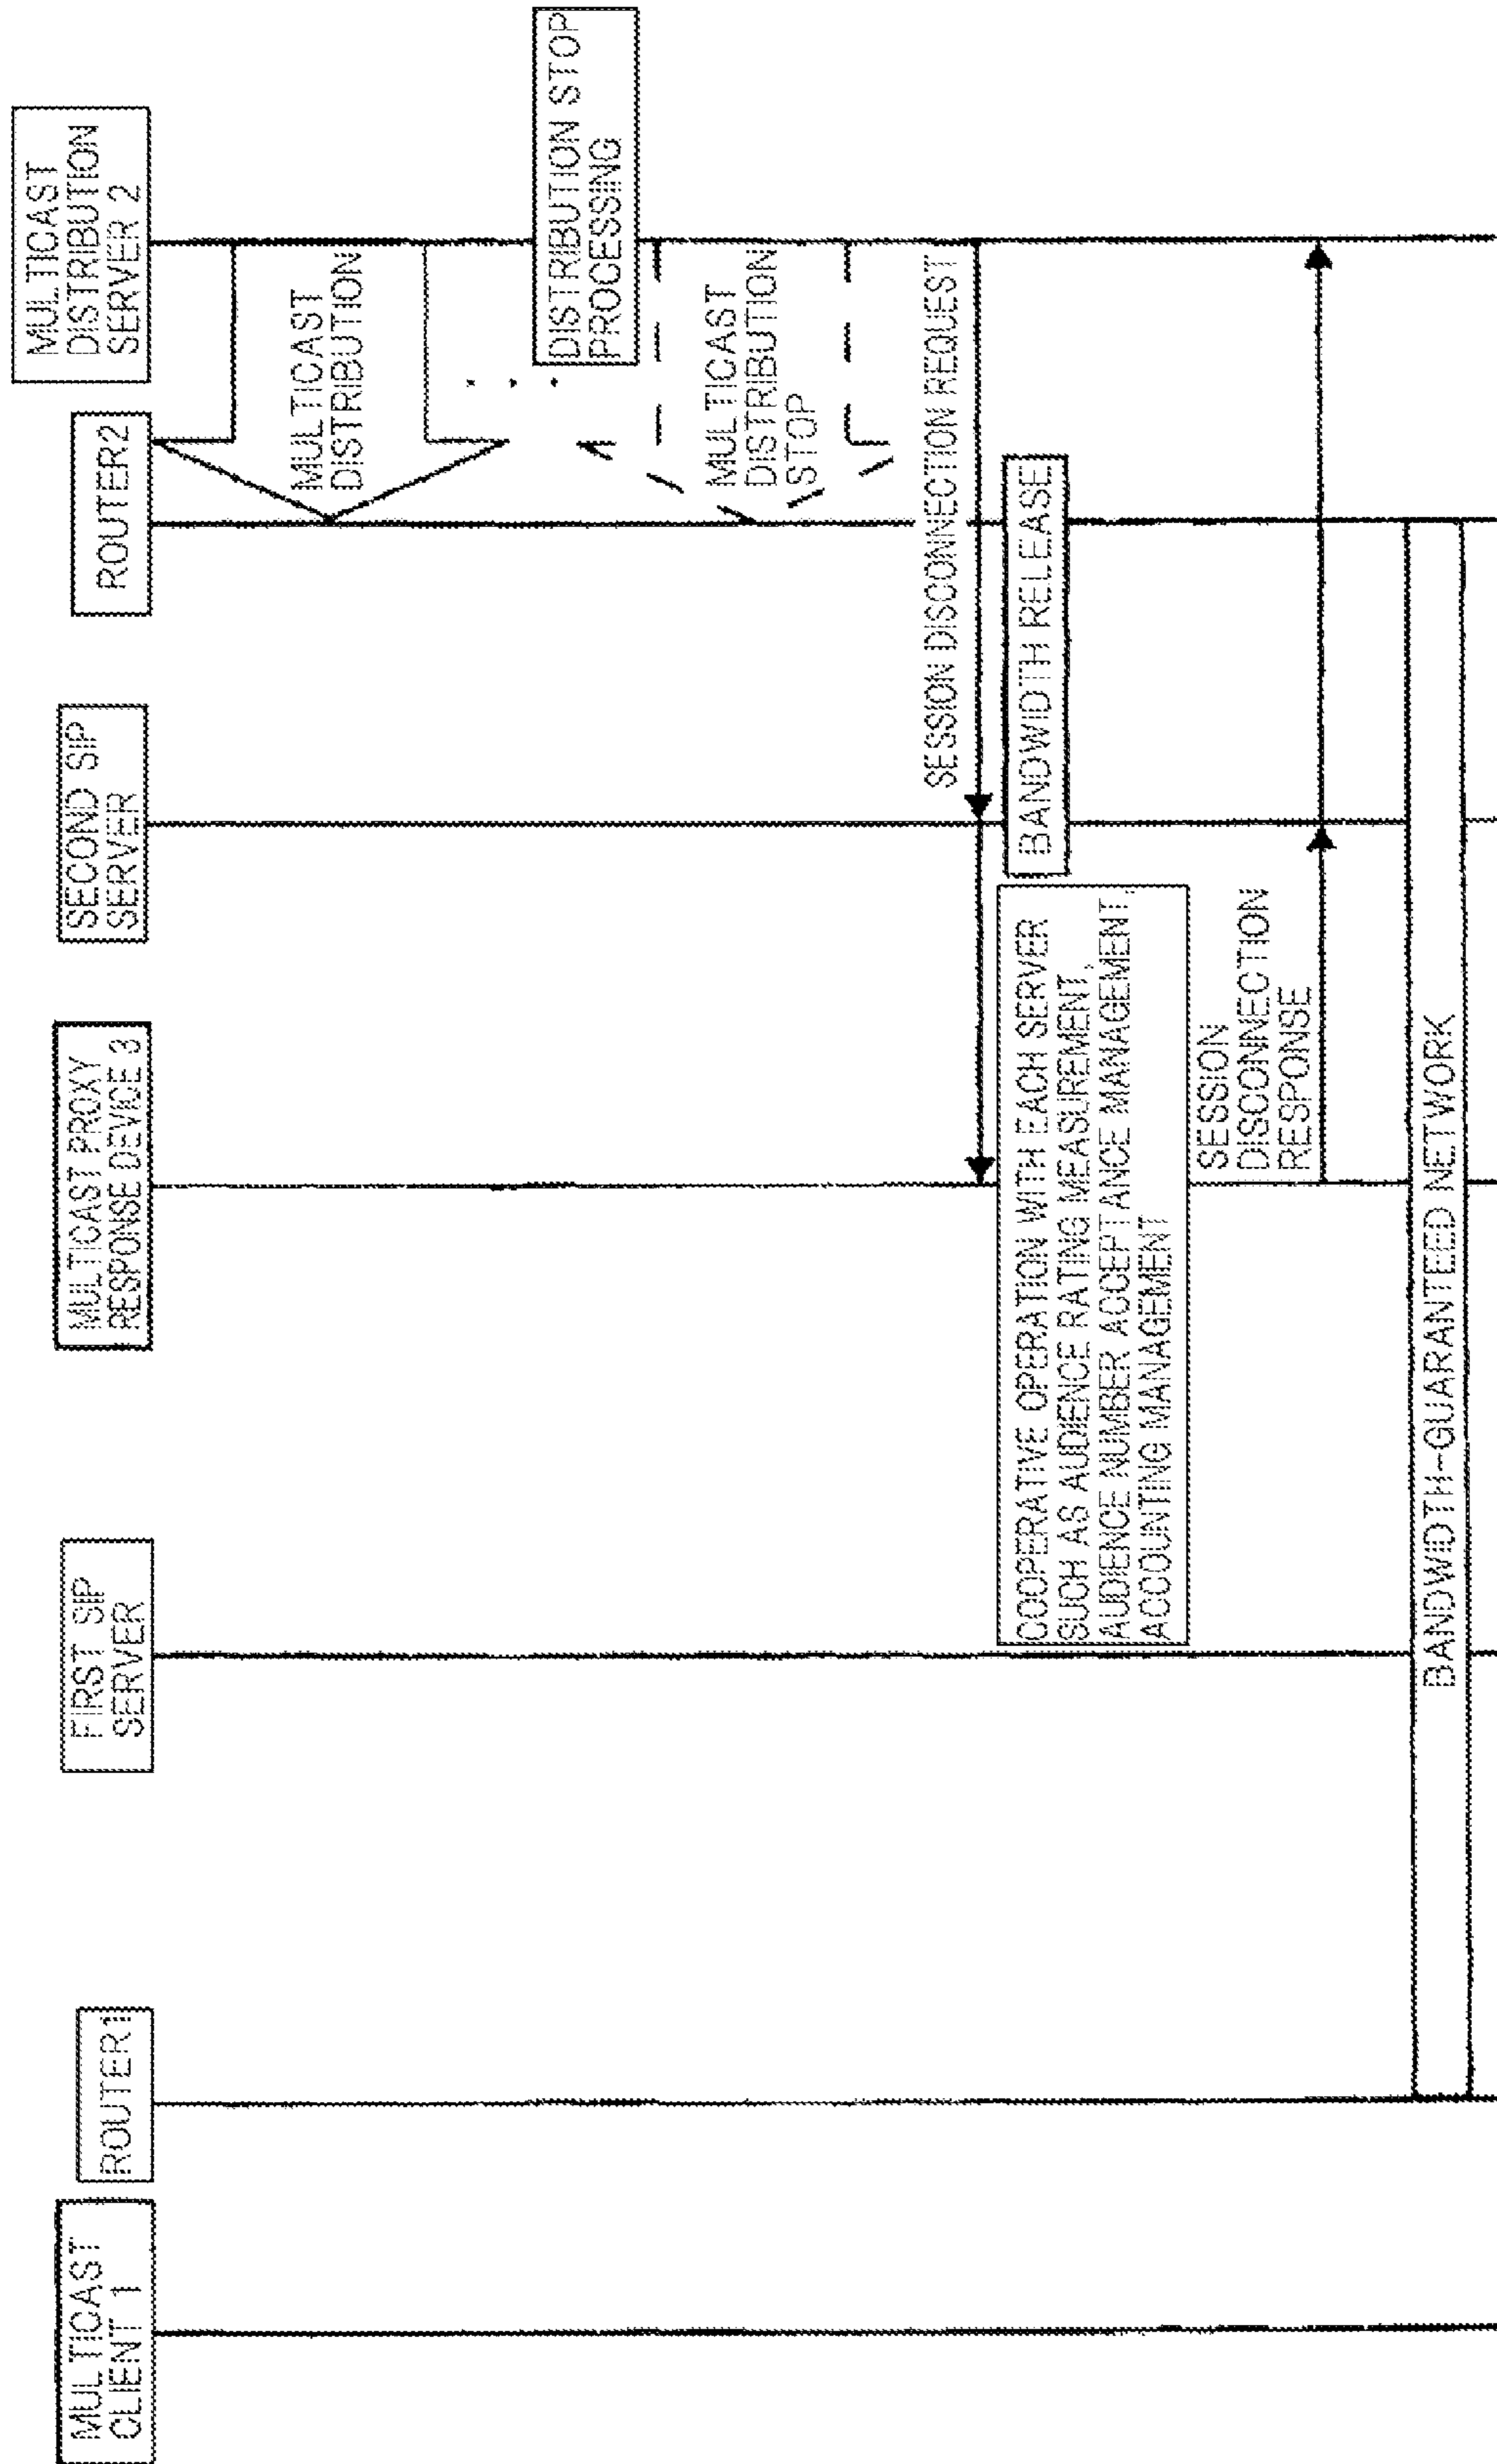 MULTICAST
CLIENT 1
ROUTER1
FIRST SIP
SERVER
MULTICAST PROXY
RESPONSE DEVICE 3
SECOND SIP
SERVER
ROUTER2
MULTICAST
DISTRIBUTION
SERVER 2
MULTICAST
DISTRIBUTION
DISTRIBUTION STOP
PROCESSING
MULTICAST
DISTRIBUTION
STOP
SESSION DISCONNECTION REQUEST
BANDWIDTH RELEASE
COOPERATIVE OPERATION WITH EACH SERVER
SUCH AS AUDIENCE RATING MEASUREMENT,
AUDIENCE NUMBER ACCEPTANCE MANAGEMENT,
ACCOUNTING MANAGEMENT
SESSION
DISCONNECTION
RESPONSE
BANDWIDTH-GUARANTEED NETWORK